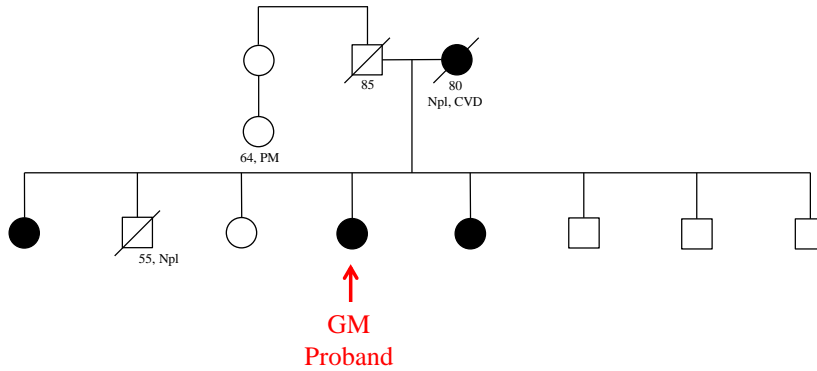 85
80
Npl, CVD
64, PM
55, Npl
GM
Proband